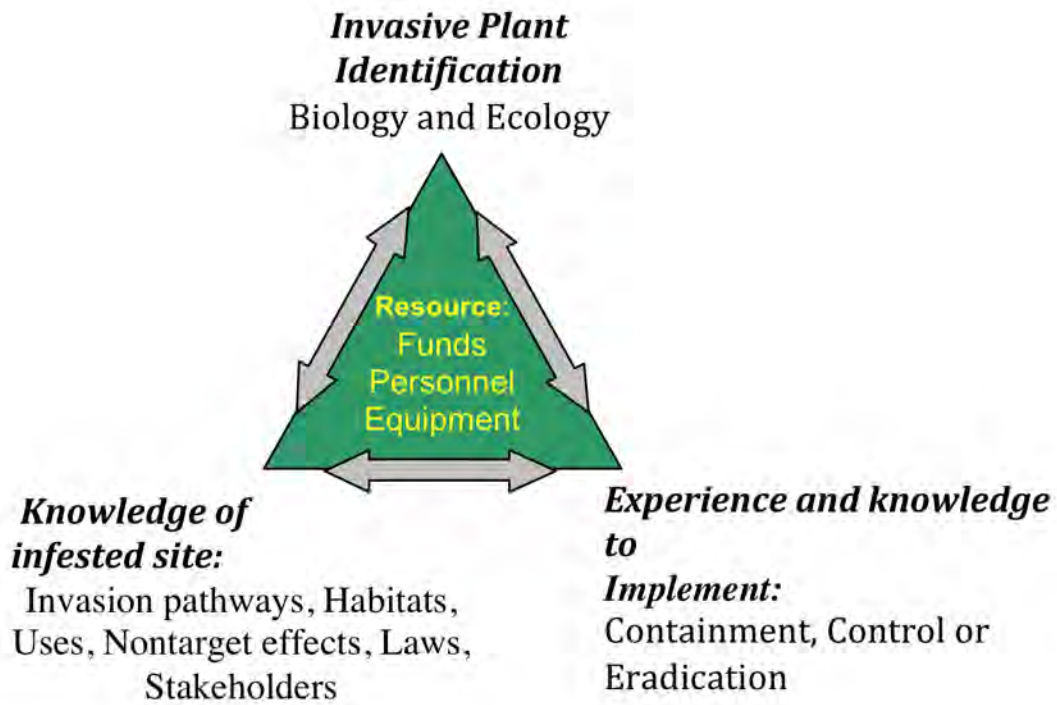 Invasive Plant
Identification
Biology and Ecology
Resource:
Funds
Personnel
Equipment
Knowledge of
infested site:
Invasion pathways, Habitats,
Uses, Nontarget effects, Laws,
Stakeholders
Experience and knowledge
to
Implement:
Containment, Control or
Eradication